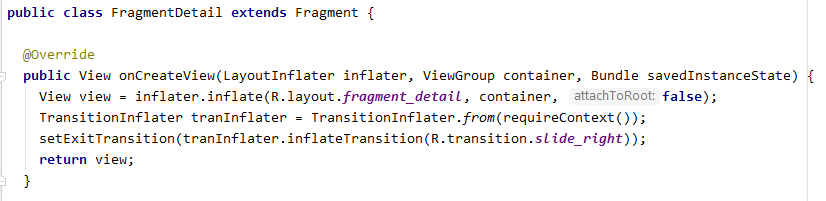 public class FragmentDetail extends Fragment {
@Override
public View onCreateView(LayoutInflater inflater, ViewGroup container, Bundle savedInstanceState) {
View view = inflater.inflate(R.layout.fragment_detail, container, attachToRoot: false);
TransitionInflater tranInflater = TransitionInflater.from(requireContext());
setExitTransition(tranInflater.inflateTransition(R.transition.slide_right));
return view;
}